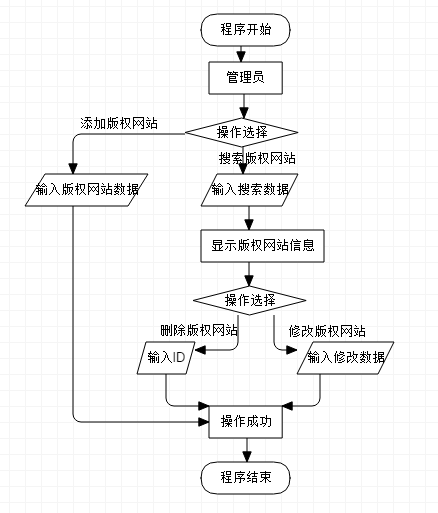 程序开始
管理员
添加版权网站
操作选择
搜索版权网站
输入版权网站数据
输入搜索数据
显示版权网站信息
操作选择
删除版权网站
修改版权网站
输入ID
输入修改数据
操作成功
程序结束